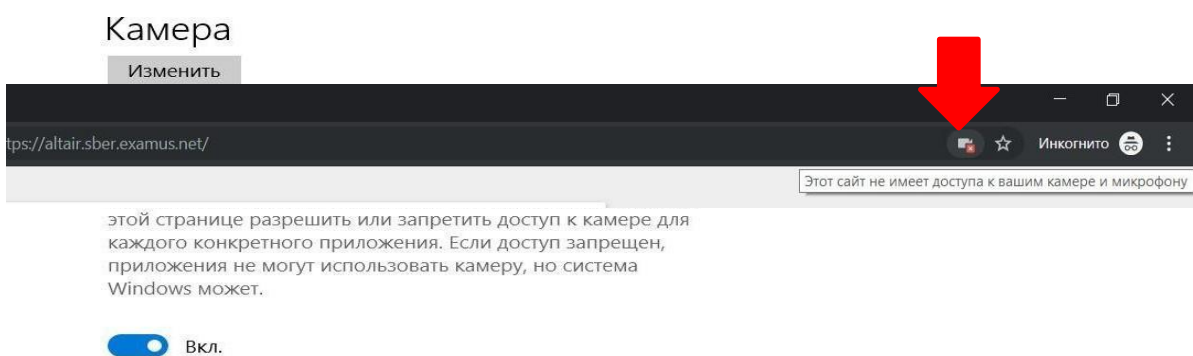 Камера
Изменить
tps://altair.sber.examus.net/
Инкогнито
Этот сайт не имеет доступа к вашим камере и микрофону
этой странице разрешить или запретить доступ к камере для
каждого конкретного приложения. Если доступ запрещен,
приложения не могут использовать камеру, но система
Windows может.
Вкл.